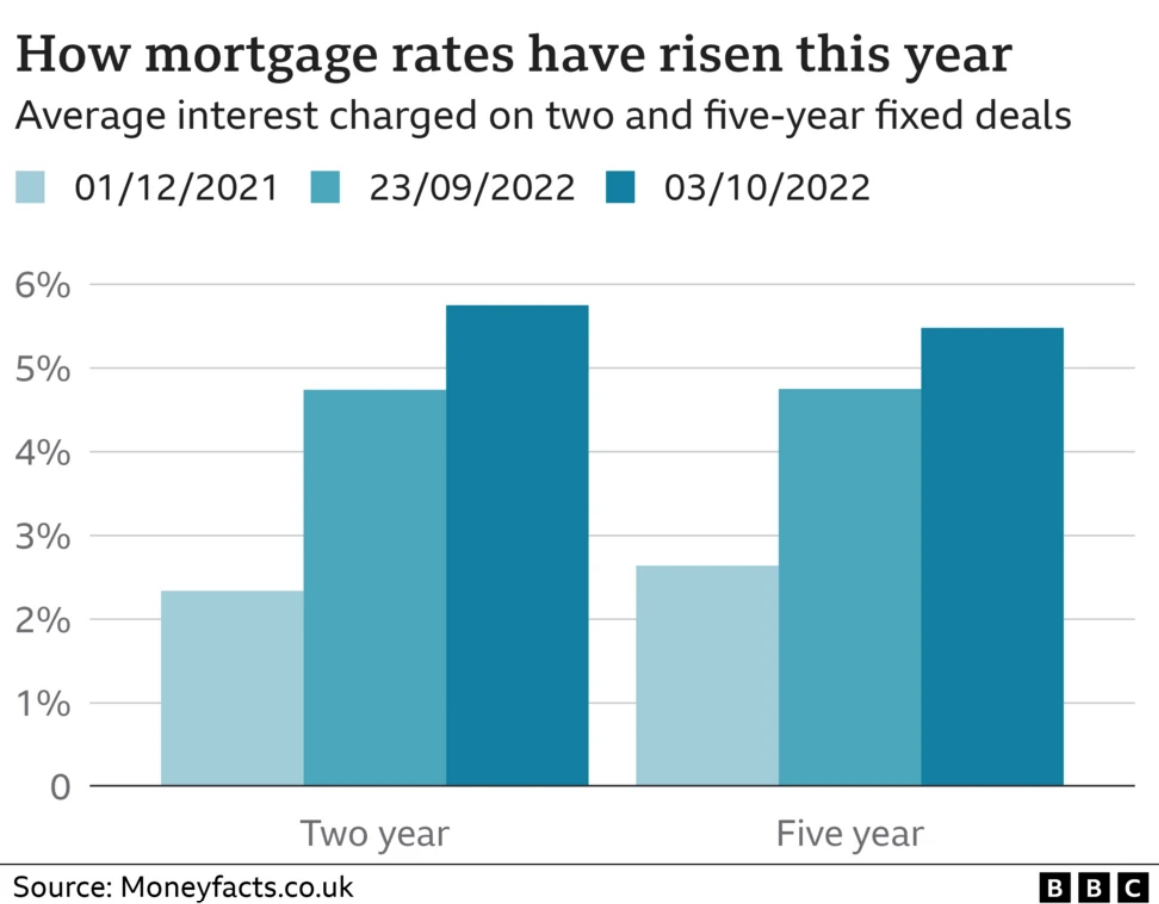 How mortgage rates have risen this year
Average interest charged on two and five-year fixed deals
01/12/2021 23/09/2022 03/10/2022
6%
5%
4%
3%
2%
1%
0
Two year Five year
Source: Moneyfacts.co.uk BBC